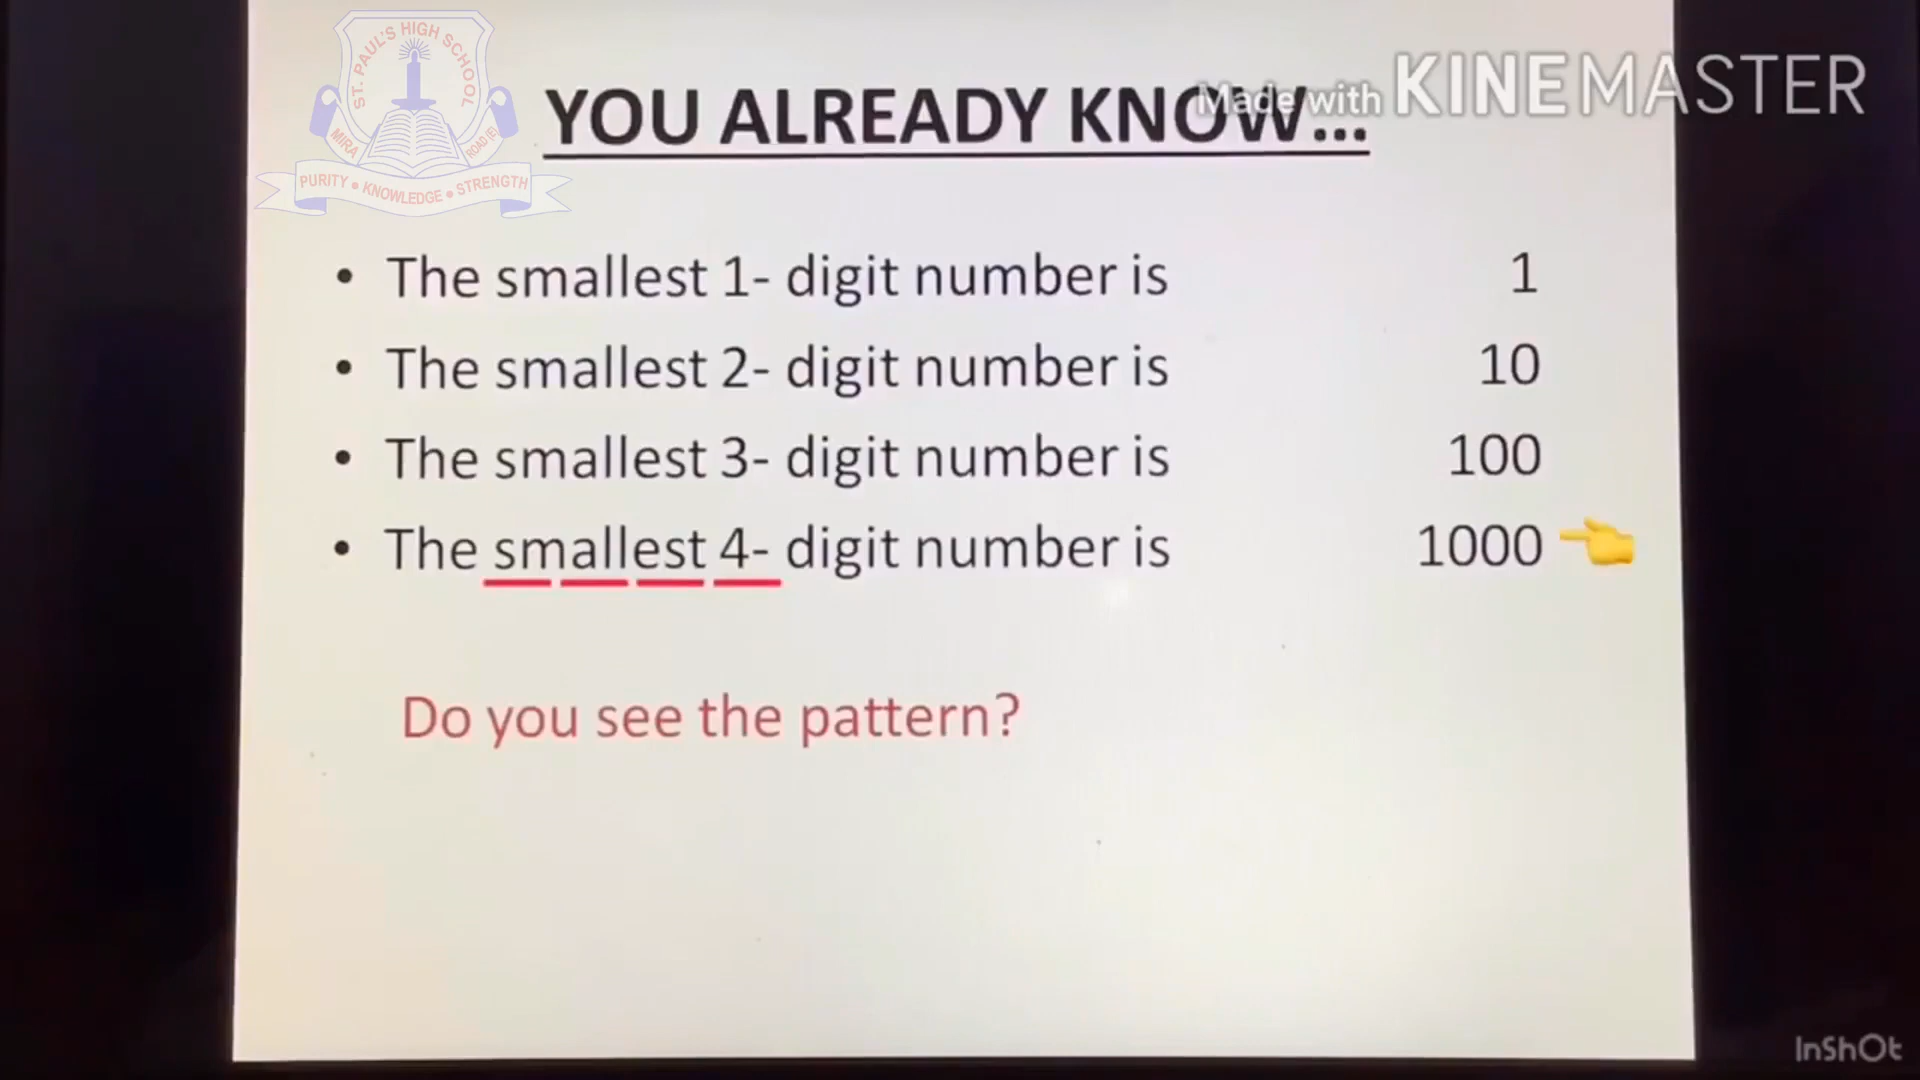 ST. PAUL'S HIGH SCHOOL
MIRA ROAD (E)
PURITY • KNOWLEDGE • STRENGTH
Made with KINEMASTER
YOU ALREADY KNOW...
• The smallest 1- digit number is 1
• The smallest 2- digit number is 10
• The smallest 3- digit number is 100
• The smallest 4- digit number is 1000
Do you see the pattern?
InShOt